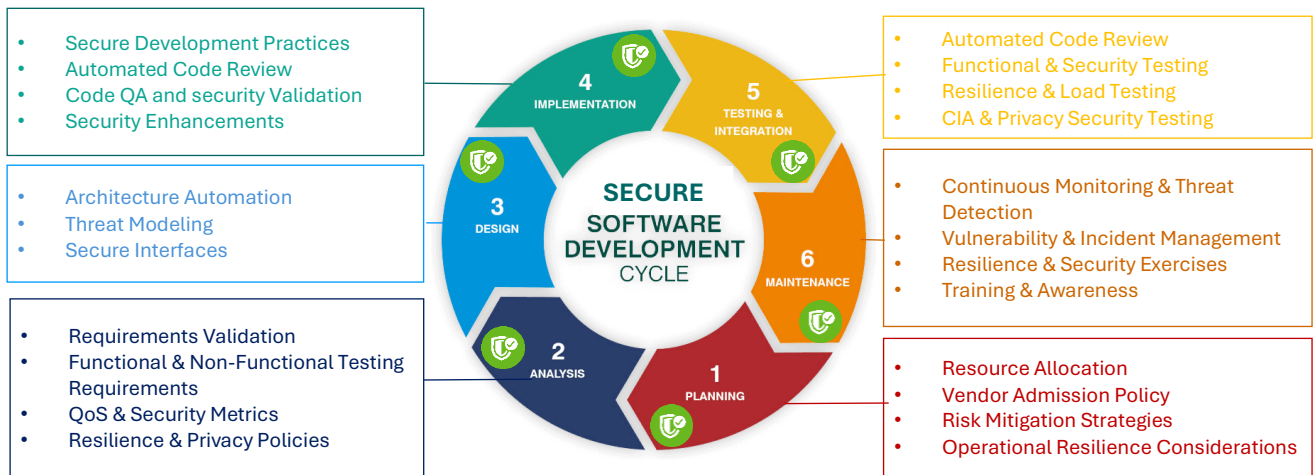 • Secure Development Practices
• Automated Code Review
• Code QA and security Validation
• Security Enhancements
• Architecture Automation
• Threat Modeling
• Secure Interfaces
• Requirements Validation
• Functional & Non-Functional Testing
Requirements
• QoS & Security Metrics
• Resilience & Privacy Policies
4
IMPLEMENTATION
5
TESTING &
INTEGRATION
3
DESIGN
SECURE
SOFTWARE
DEVELOPMENT
CYCLE
6
MAINTENANCE
2
ANALYSIS
1
PLANNING
• Automated Code Review
• Functional & Security Testing
• Resilience & Load Testing
• CIA & Privacy Security Testing
• Continuous Monitoring & Threat
Detection
• Vulnerability & Incident Management
• Resilience & Security Exercises
• Training & Awareness
• Resource Allocation
• Vendor Admission Policy
• Risk Mitigation Strategies
• Operational Resilience Considerations